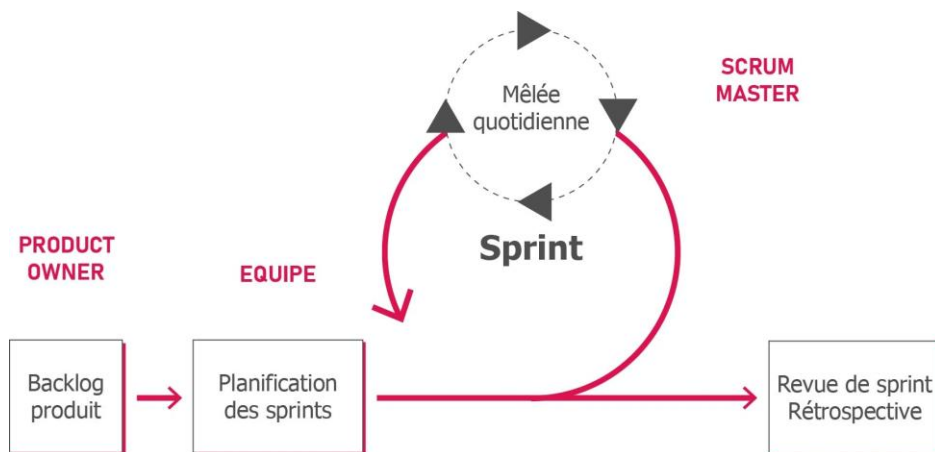 Mêlée
quotidienne
SCRUM
MASTER
Sprint
PRODUCT
OWNER
EQUIPE
Backlog
produit
Planification
des sprints
Revue de sprint
Rétrospective